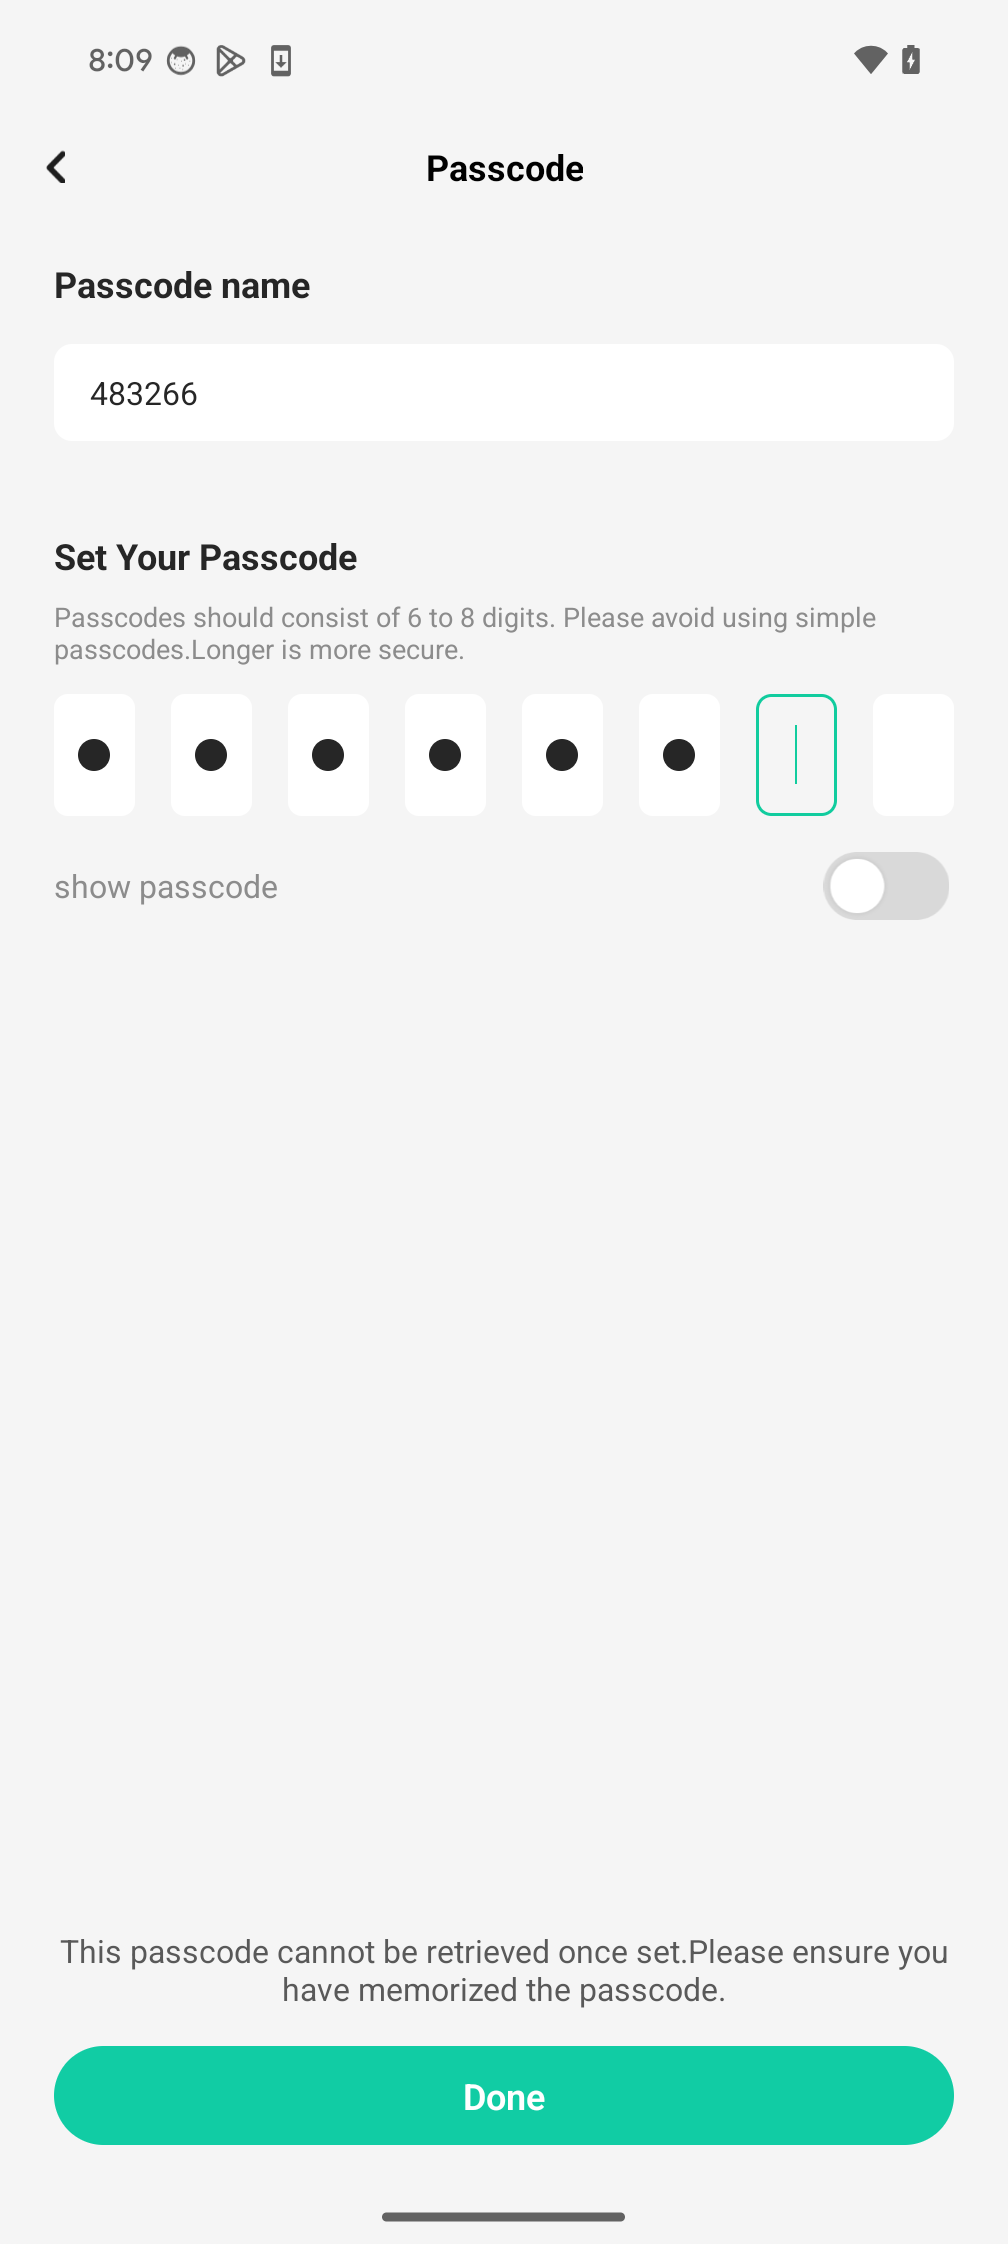 8:09
Passcode
Passcode name
483266
Set Your Passcode
Passcodes should consist of 6 to 8 digits. Please avoid using simple
passcodes.Longer is more secure.
show passcode
This passcode cannot be retrieved once set.Please ensure you
have memorized the passcode.
Done